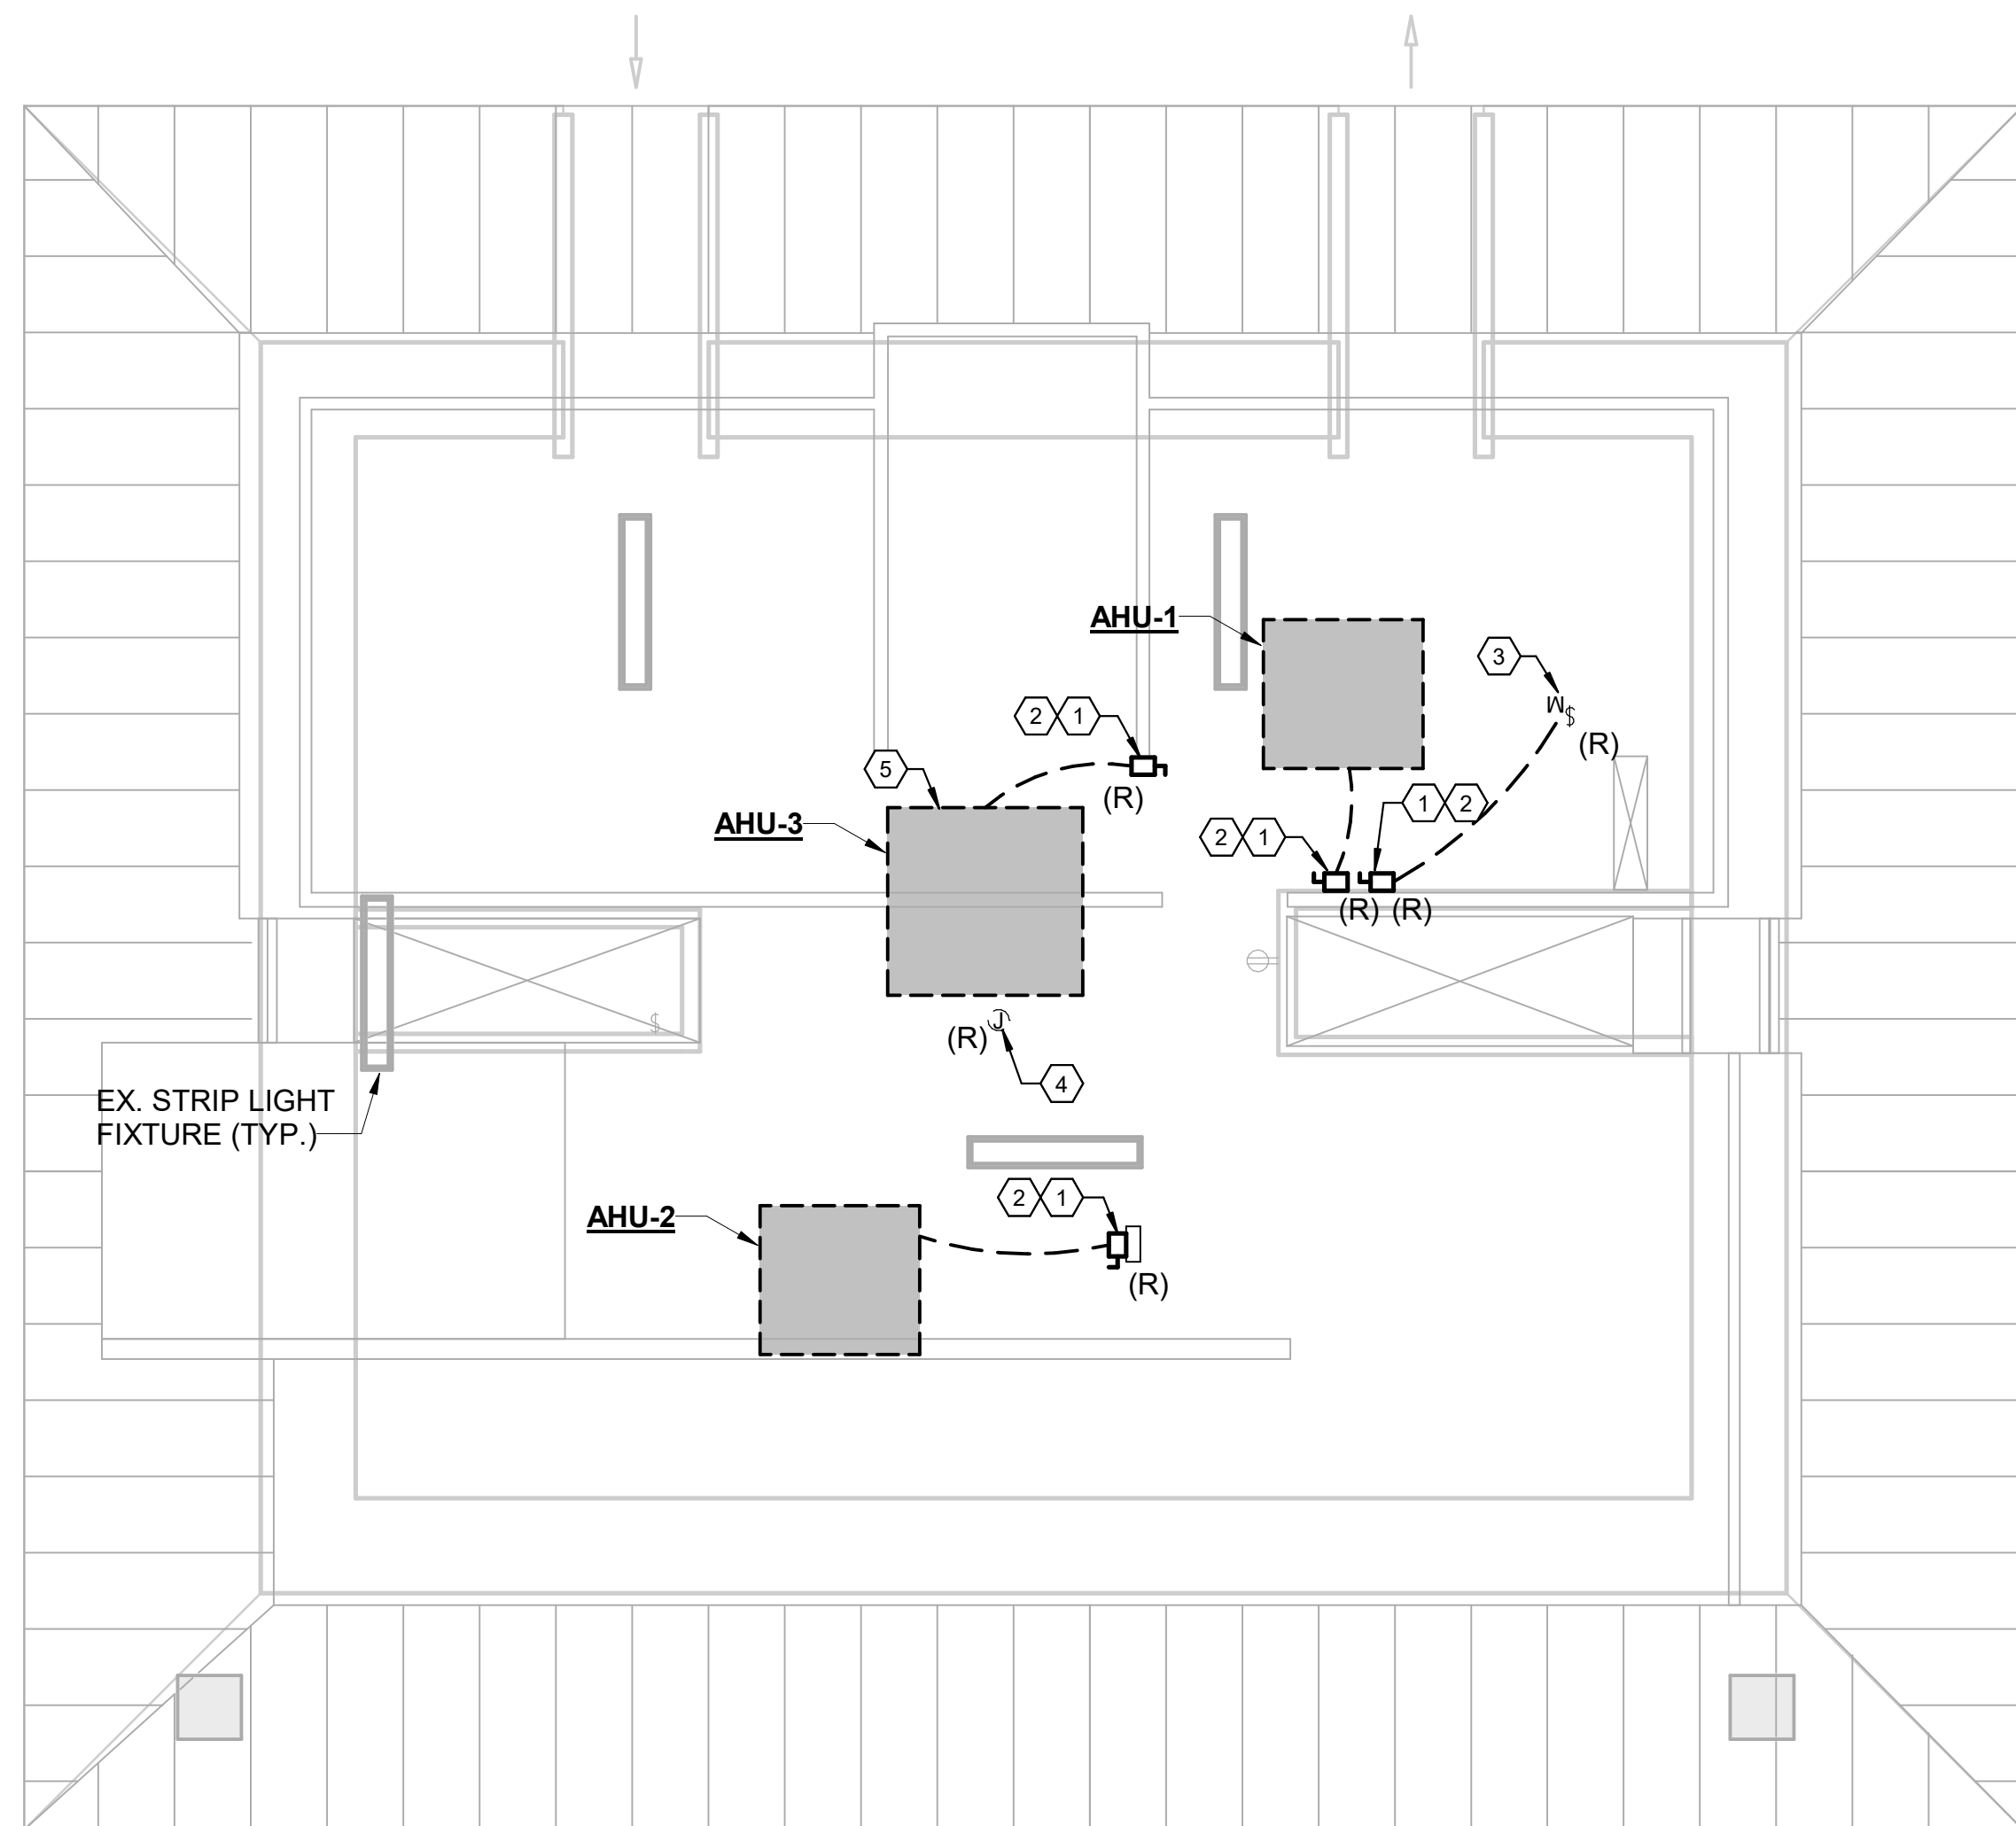 AHU-1
3
M
$
2 1
(R)
5
(R)
AHU-3
1 2
2 1
(R) (R)
$
J
(R)
4
EX. STRIP LIGHT
FIXTURE (TYP.)
2 1
AHU-2
(R)